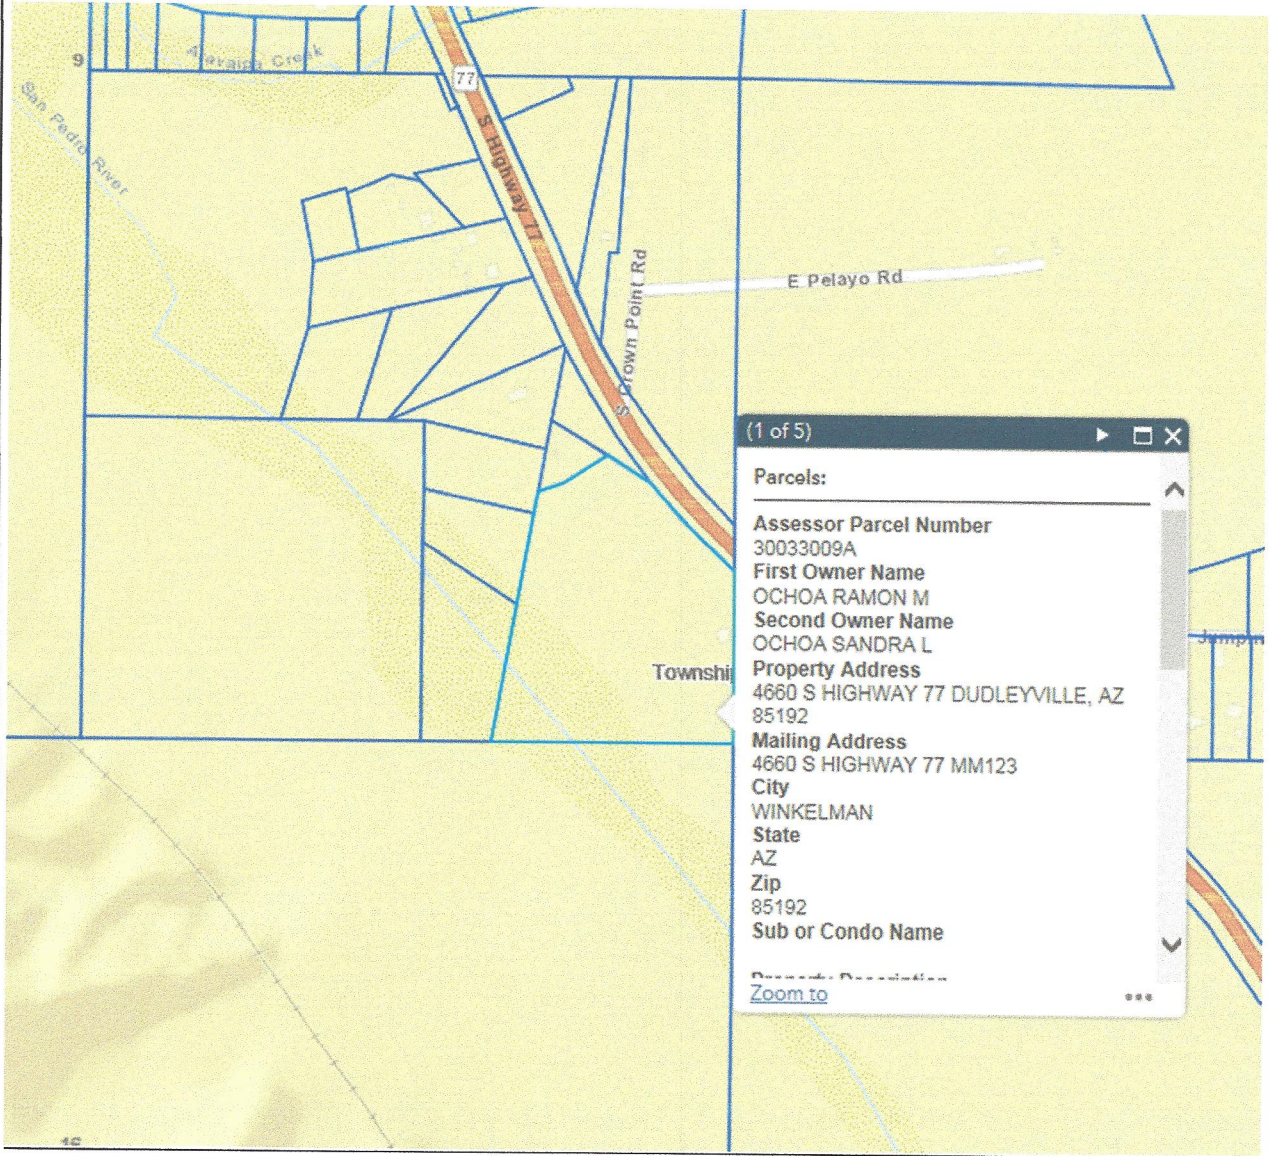 9
Aravaipa Creek
77
San Pedro River
S Highway 77
S Crown Point Rd
E Pelayo Rd
(1 of 5)
Parcels:
Assessor Parcel Number
30033009A
First Owner Name
OCHOA RAMON M
Second Owner Name
OCHOA SANDRA L
Property Address
4660 S HIGHWAY 77 DUDLEYVILLE, AZ
85192
Mailing Address
4660 S HIGHWAY 77 MM123
City
WINKELMAN
State
AZ
Zip
85192
Sub or Condo Name
Property Description
Zoom to
Townshi
Jumpin